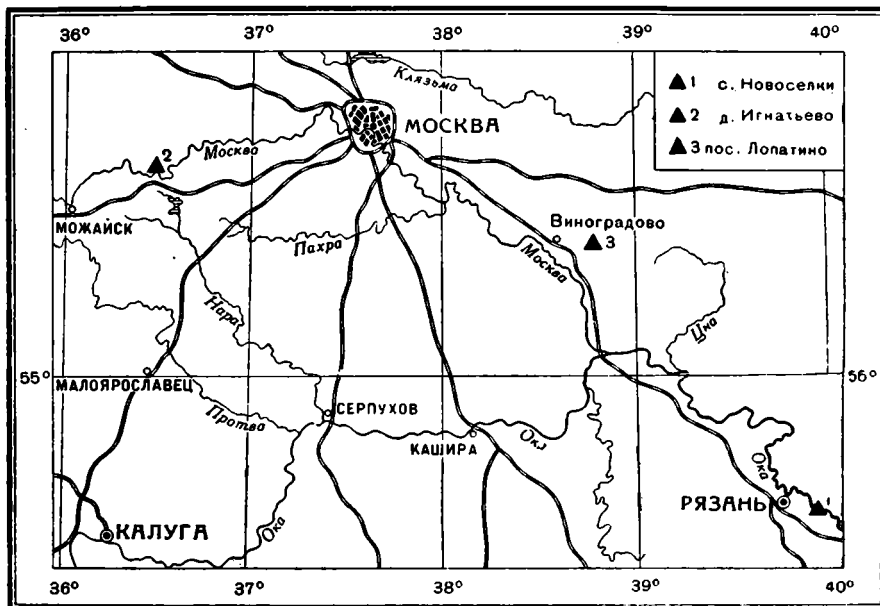 36° 37° 38° 39° 40°
Клязьма
▲1 с. Новоселки
▲2 д. Игнатьево
▲3 пос. Лопатино
МОСКВА
2
Москва
МОЖАЙСК
Пахра
Виноградово
3
Москва
Нара
Цна
55°
56°
МАЛОЯРОСЛАВЕЦ
Протва
СЕРПУХОВ
КАШИРА
Ока
Ока
РЯЗАНЬ
1
КАЛУГА
Ока
36° 37° 38° 39° 40°